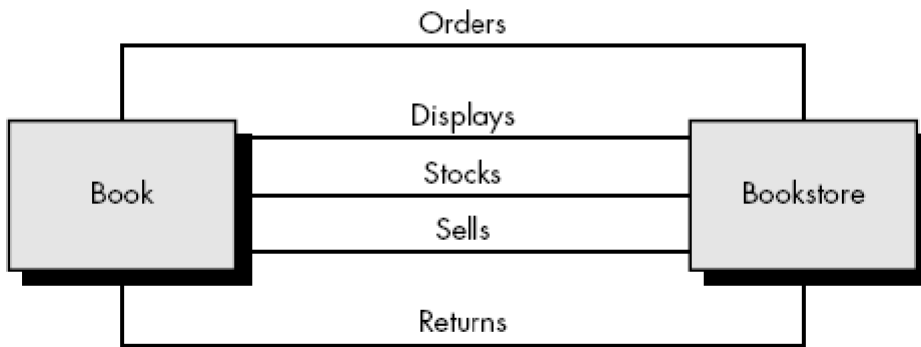 Orders
Displays
Stocks
Book
Bookstore
Sells
Returns